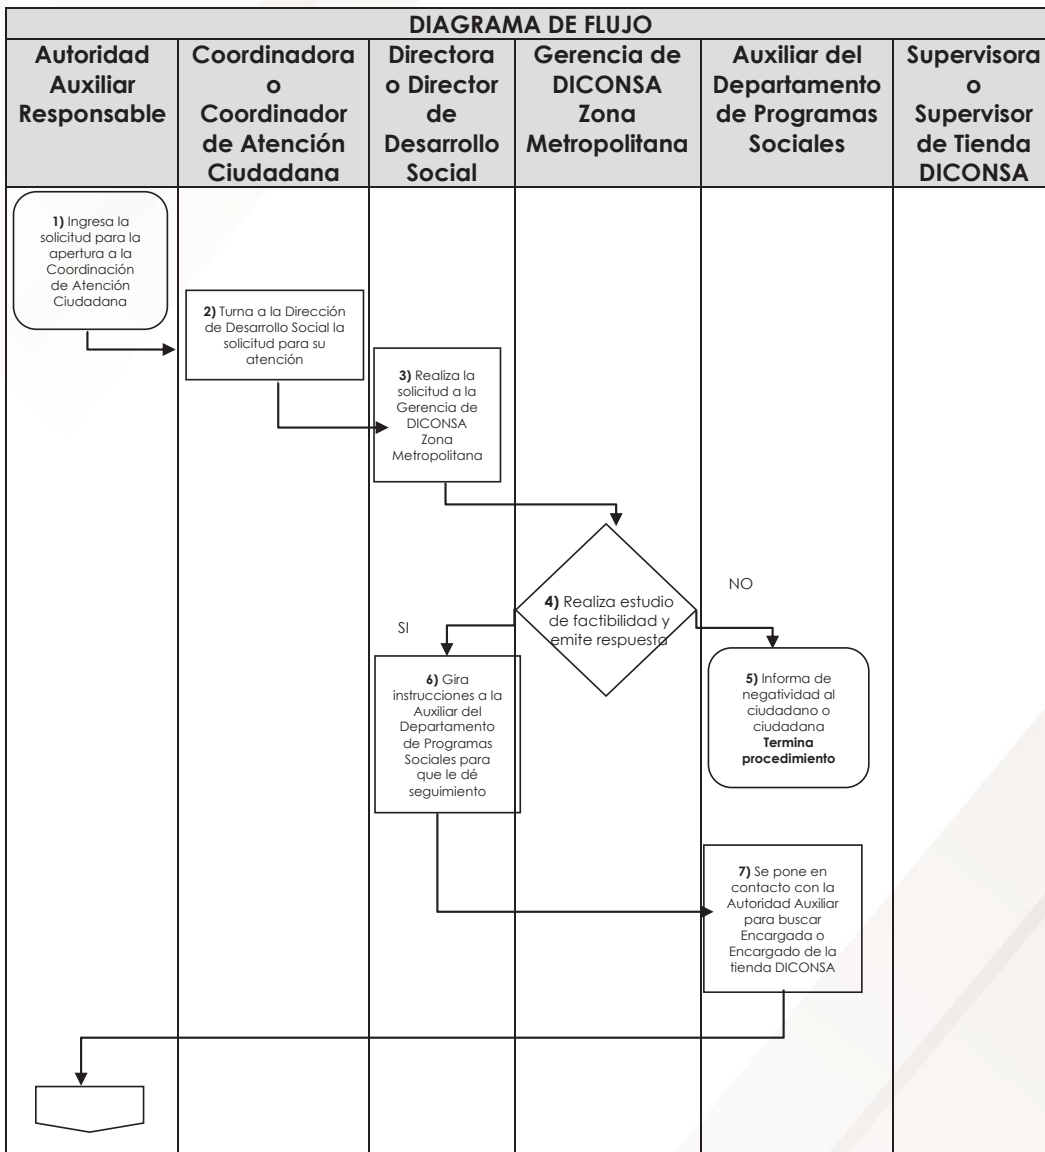 DIAGRAMA DE FLUJO
Autoridad
Auxiliar
Responsable
Coordinadora
o
Coordinador
de Atención
Ciudadana
Directora
o Director
de
Desarrollo
Social
Gerencia de
DICONSA
Zona
Metropolitana
Auxiliar del
Departamento
de Programas
Sociales
Supervisora
o
Supervisor
de Tienda
DICONSA
1) Ingresa la
solicitud para la
apertura a la
Coordinación
de Atención
Ciudadana
2) Turna a la Dirección
de Desarrollo Social la
solicitud para su
atención
3) Realiza la
solicitud a la
Gerencia de
DICONSA
Zona
Metropolitana
4) Realiza estudio
de factibilidad y
emite respuesta
NO
SI
5) Informa de
negatividad al
ciudadano o
ciudadana
Termina
procedimiento
6) Gira
instrucciones a la
Auxiliar del
Departamento
de Programas
Sociales para
que le dé
seguimiento
7) Se pone en
contacto con la
Autoridad Auxiliar
para buscar
Encargada o
Encargado de la
tienda DICONSA